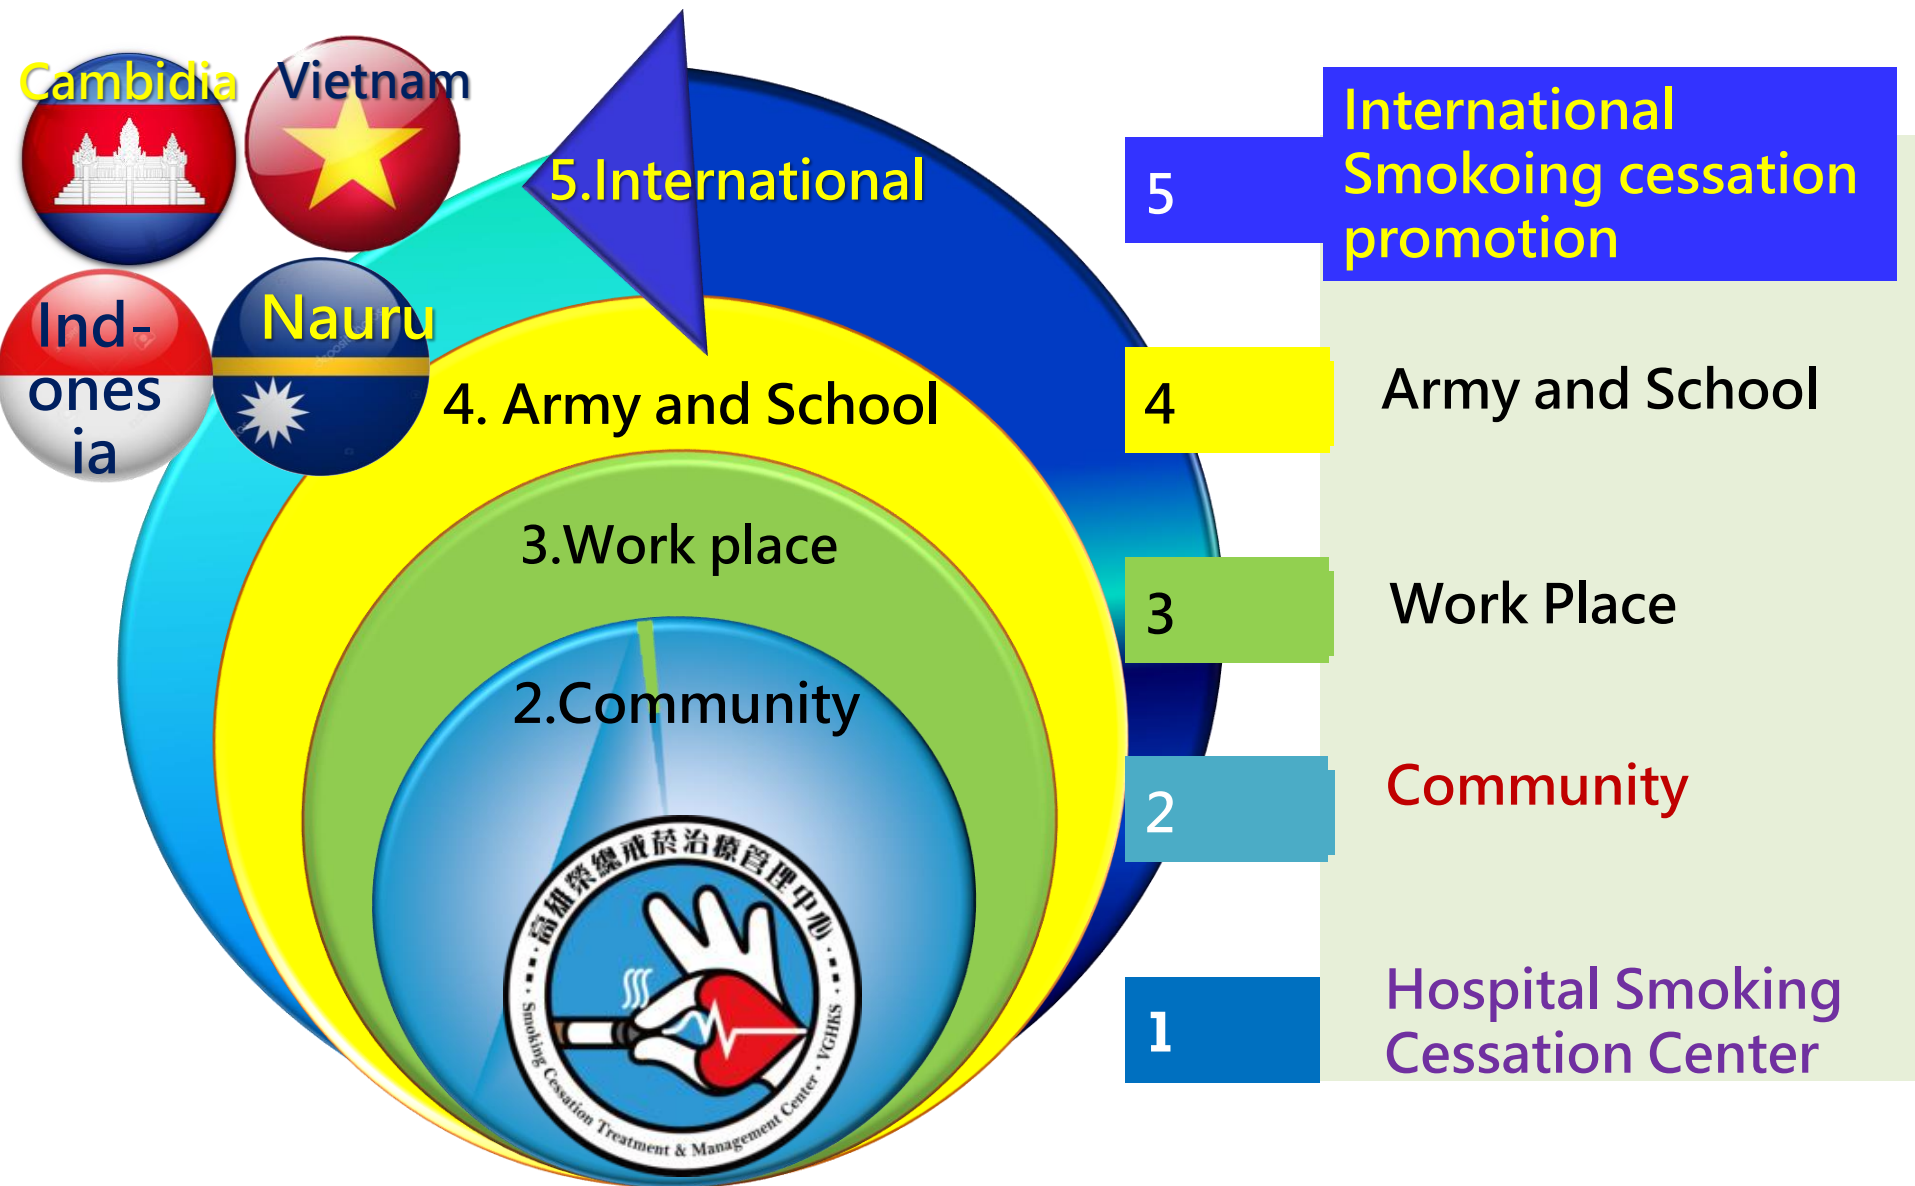 Cambidia
Vietnam
Ind-
ones
ia
Nauru
5.International
4. Army and School
3.Work place
2.Community
高雄榮總戒菸治療管理中心
Smoking Cessation Treatment & Management Center · VGHKS
5
International
Smokoing cessation
promotion
4
Army and School
3
Work Place
2
Community
1
Hospital Smoking
Cessation Center